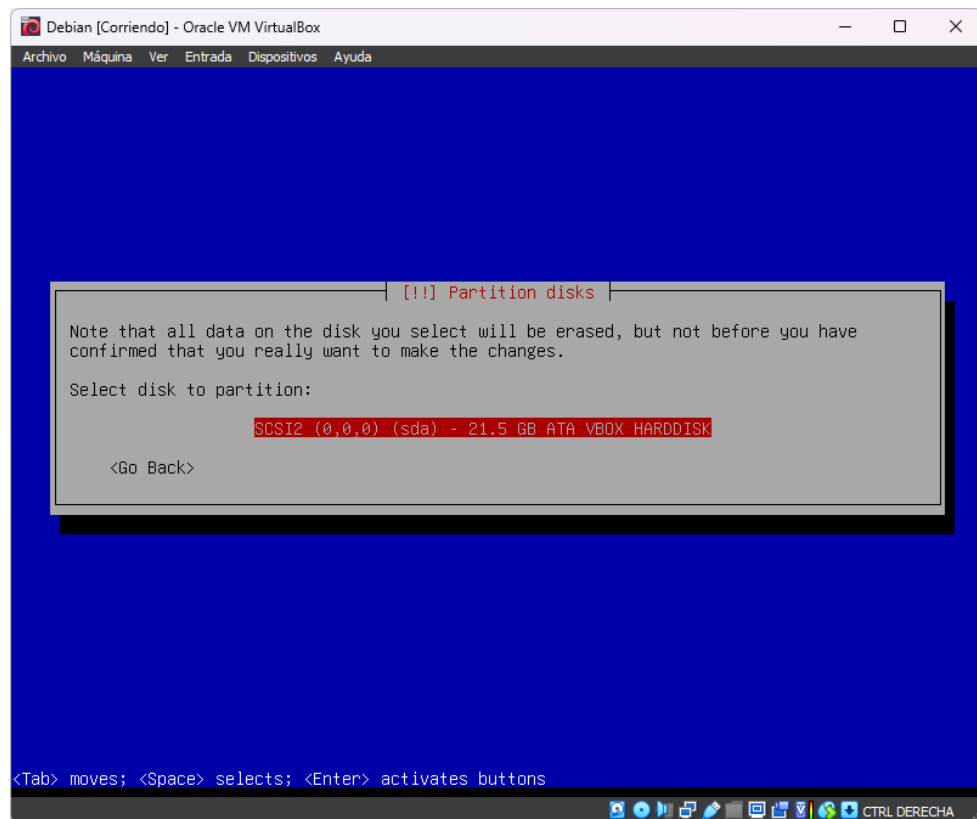 Debian [Corriendo] - Oracle VM VirtualBox
Archivo Máquina Ver Entrada Dispositivos Ayuda
[!!] Partition disks
Note that all data on the disk you select will be erased, but not before you have
confirmed that you really want to make the changes.
Select disk to partition:
SCSI2 (0,0,0) (sda) - 21.5 GB ATA VBOX HARDDISK
<Go Back>
<Tab> moves; <Space> selects; <Enter> activates buttons
CTRL DERECHA